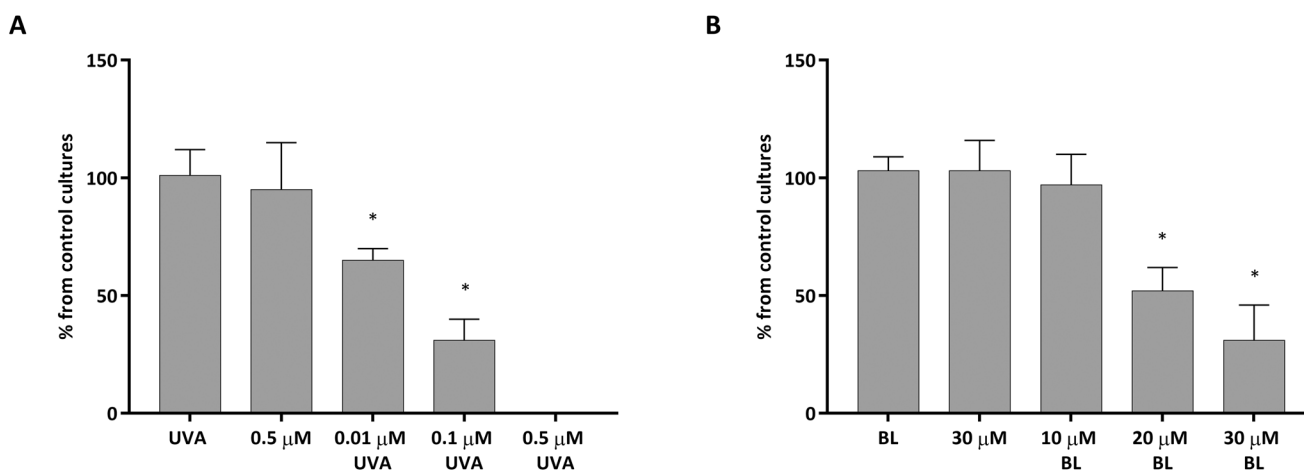 A
% from control cultures
150
100
50
0
*
*
UVA 0.5 μM 0.01 μM 0.1 μM 0.5 μM
UVA UVA UVA
B
% from control cultures
150
100
50
0
*
*
BL 30 μM 10 μM 20 μM 30 μM
BL BL BL